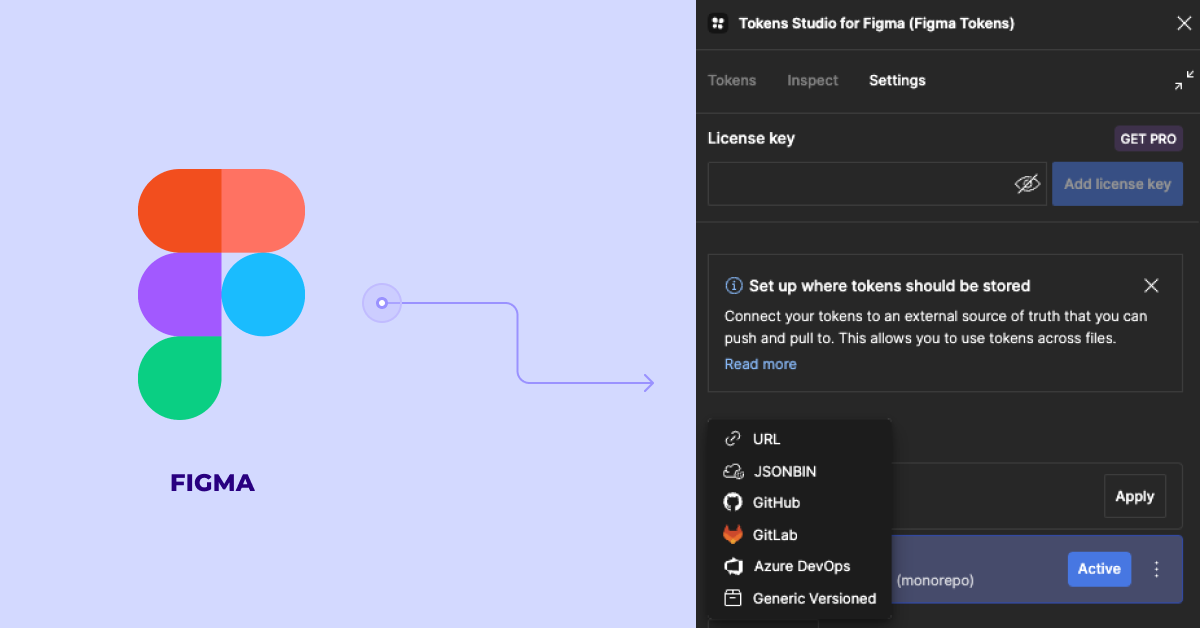 FIGMA
Tokens Studio for Figma (Figma Tokens)
Tokens Inspect Settings
License key GET PRO
Add license key
Set up where tokens should be stored
Connect your tokens to an external source of truth that you can
push and pull to. This allows you to use tokens across files.
Read more
URL
JSONBIN
GitHub
GitLab
Azure DevOps
Generic Versioned
Apply
(monorepo) Active